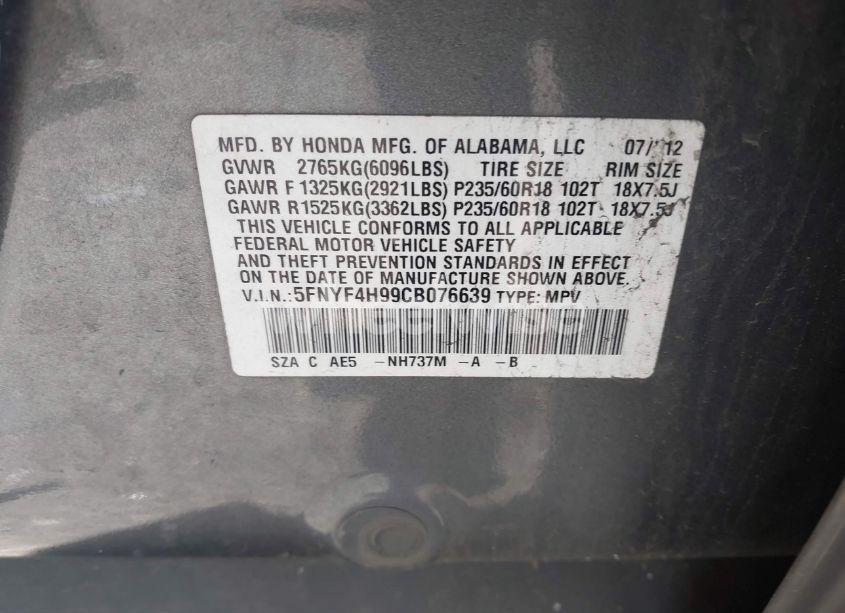 MFD. BY HONDA MFG. OF ALABAMA, LLC 07/12
GVWR 2765KG(6096LBS) TIRE SIZE RIM SIZE
GAWR F 1325KG(2921LBS) P235/60R18 102T 18X7.5J
GAWR R1525KG(3362LBS) P235/60R18 102T 18X7.5J
THIS VEHICLE CONFORMS TO ALL APPLICABLE
FEDERAL MOTOR VEHICLE SAFETY
AND THEFT PREVENTION STANDARDS IN EFFECT
ON THE DATE OF MANUFACTURE SHOWN ABOVE.
V.I.N.:5FNYF4H99CB076639 TYPE: MPV
SZA C AE5 -NH737M -A -B